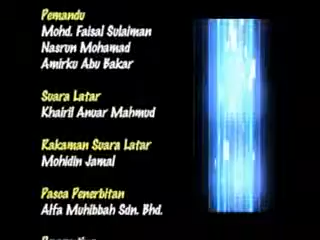 Pemandu
Mohd. Faisal Sulaiman
Nasrun Mohamad
Amirku Abu Bakar
Suara Latar
Khairil Anuar Mahmud
Rakaman Suara Latar
Mohidin Jamal
Pasca Penerbitan
Alfa Muhibbah Sdn. Bhd.